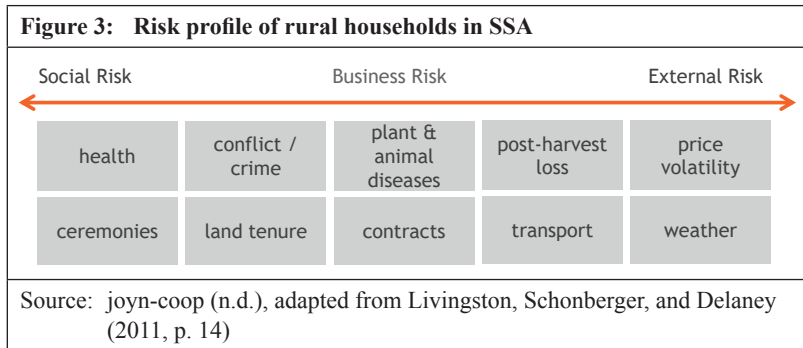 Figure 3: Risk profile of rural households in SSA
Social Risk Business Risk External Risk
health
conflict /
crime
plant &
animal
diseases
post-harvest
loss
price
volatility
ceremonies
land tenure
contracts
transport
weather
Source: joyn-coop (n.d.), adapted from Livingston, Schonberger, and Delaney
(2011, p. 14)